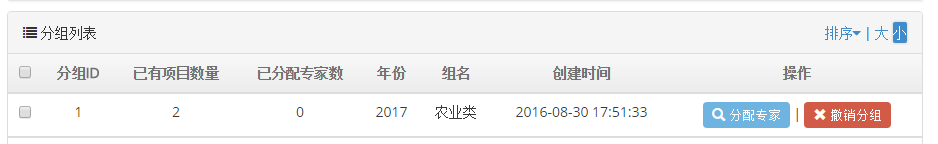 分组列表 排序 | 大 小
分组ID 已有项目数量 已分配专家数 年份 组名 创建时间 操作
1 2 0 2017 农业类 2016-08-30 17:51:33 分配专家 | 撤销分组